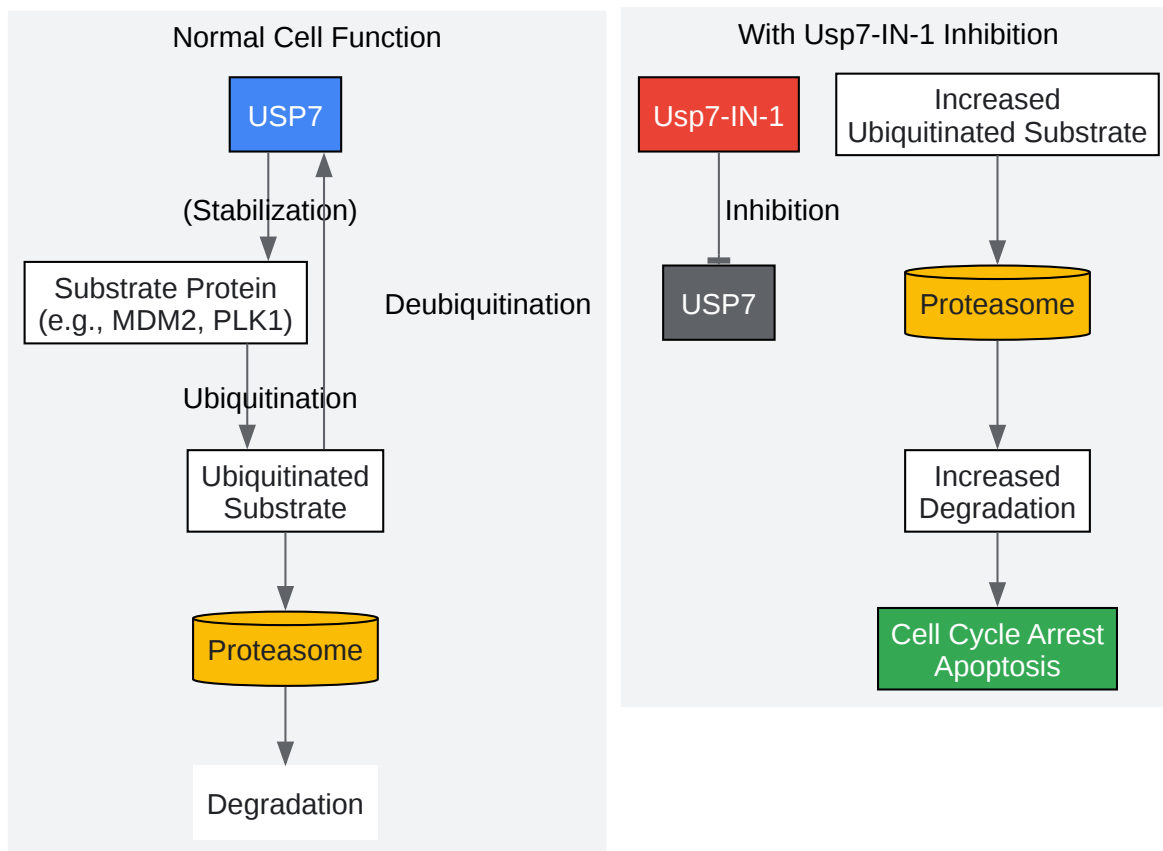 Normal Cell Function
USP7
(Stabilization)
Substrate Protein
(e.g., MDM2, PLK1)
Deubiquitination
Ubiquitination
Ubiquitinated
Substrate
Proteasome
Degradation
With Usp7-IN-1 Inhibition
Usp7-IN-1
Inhibition
USP7
Increased
Ubiquitinated Substrate
Proteasome
Increased
Degradation
Cell Cycle Arrest
Apoptosis